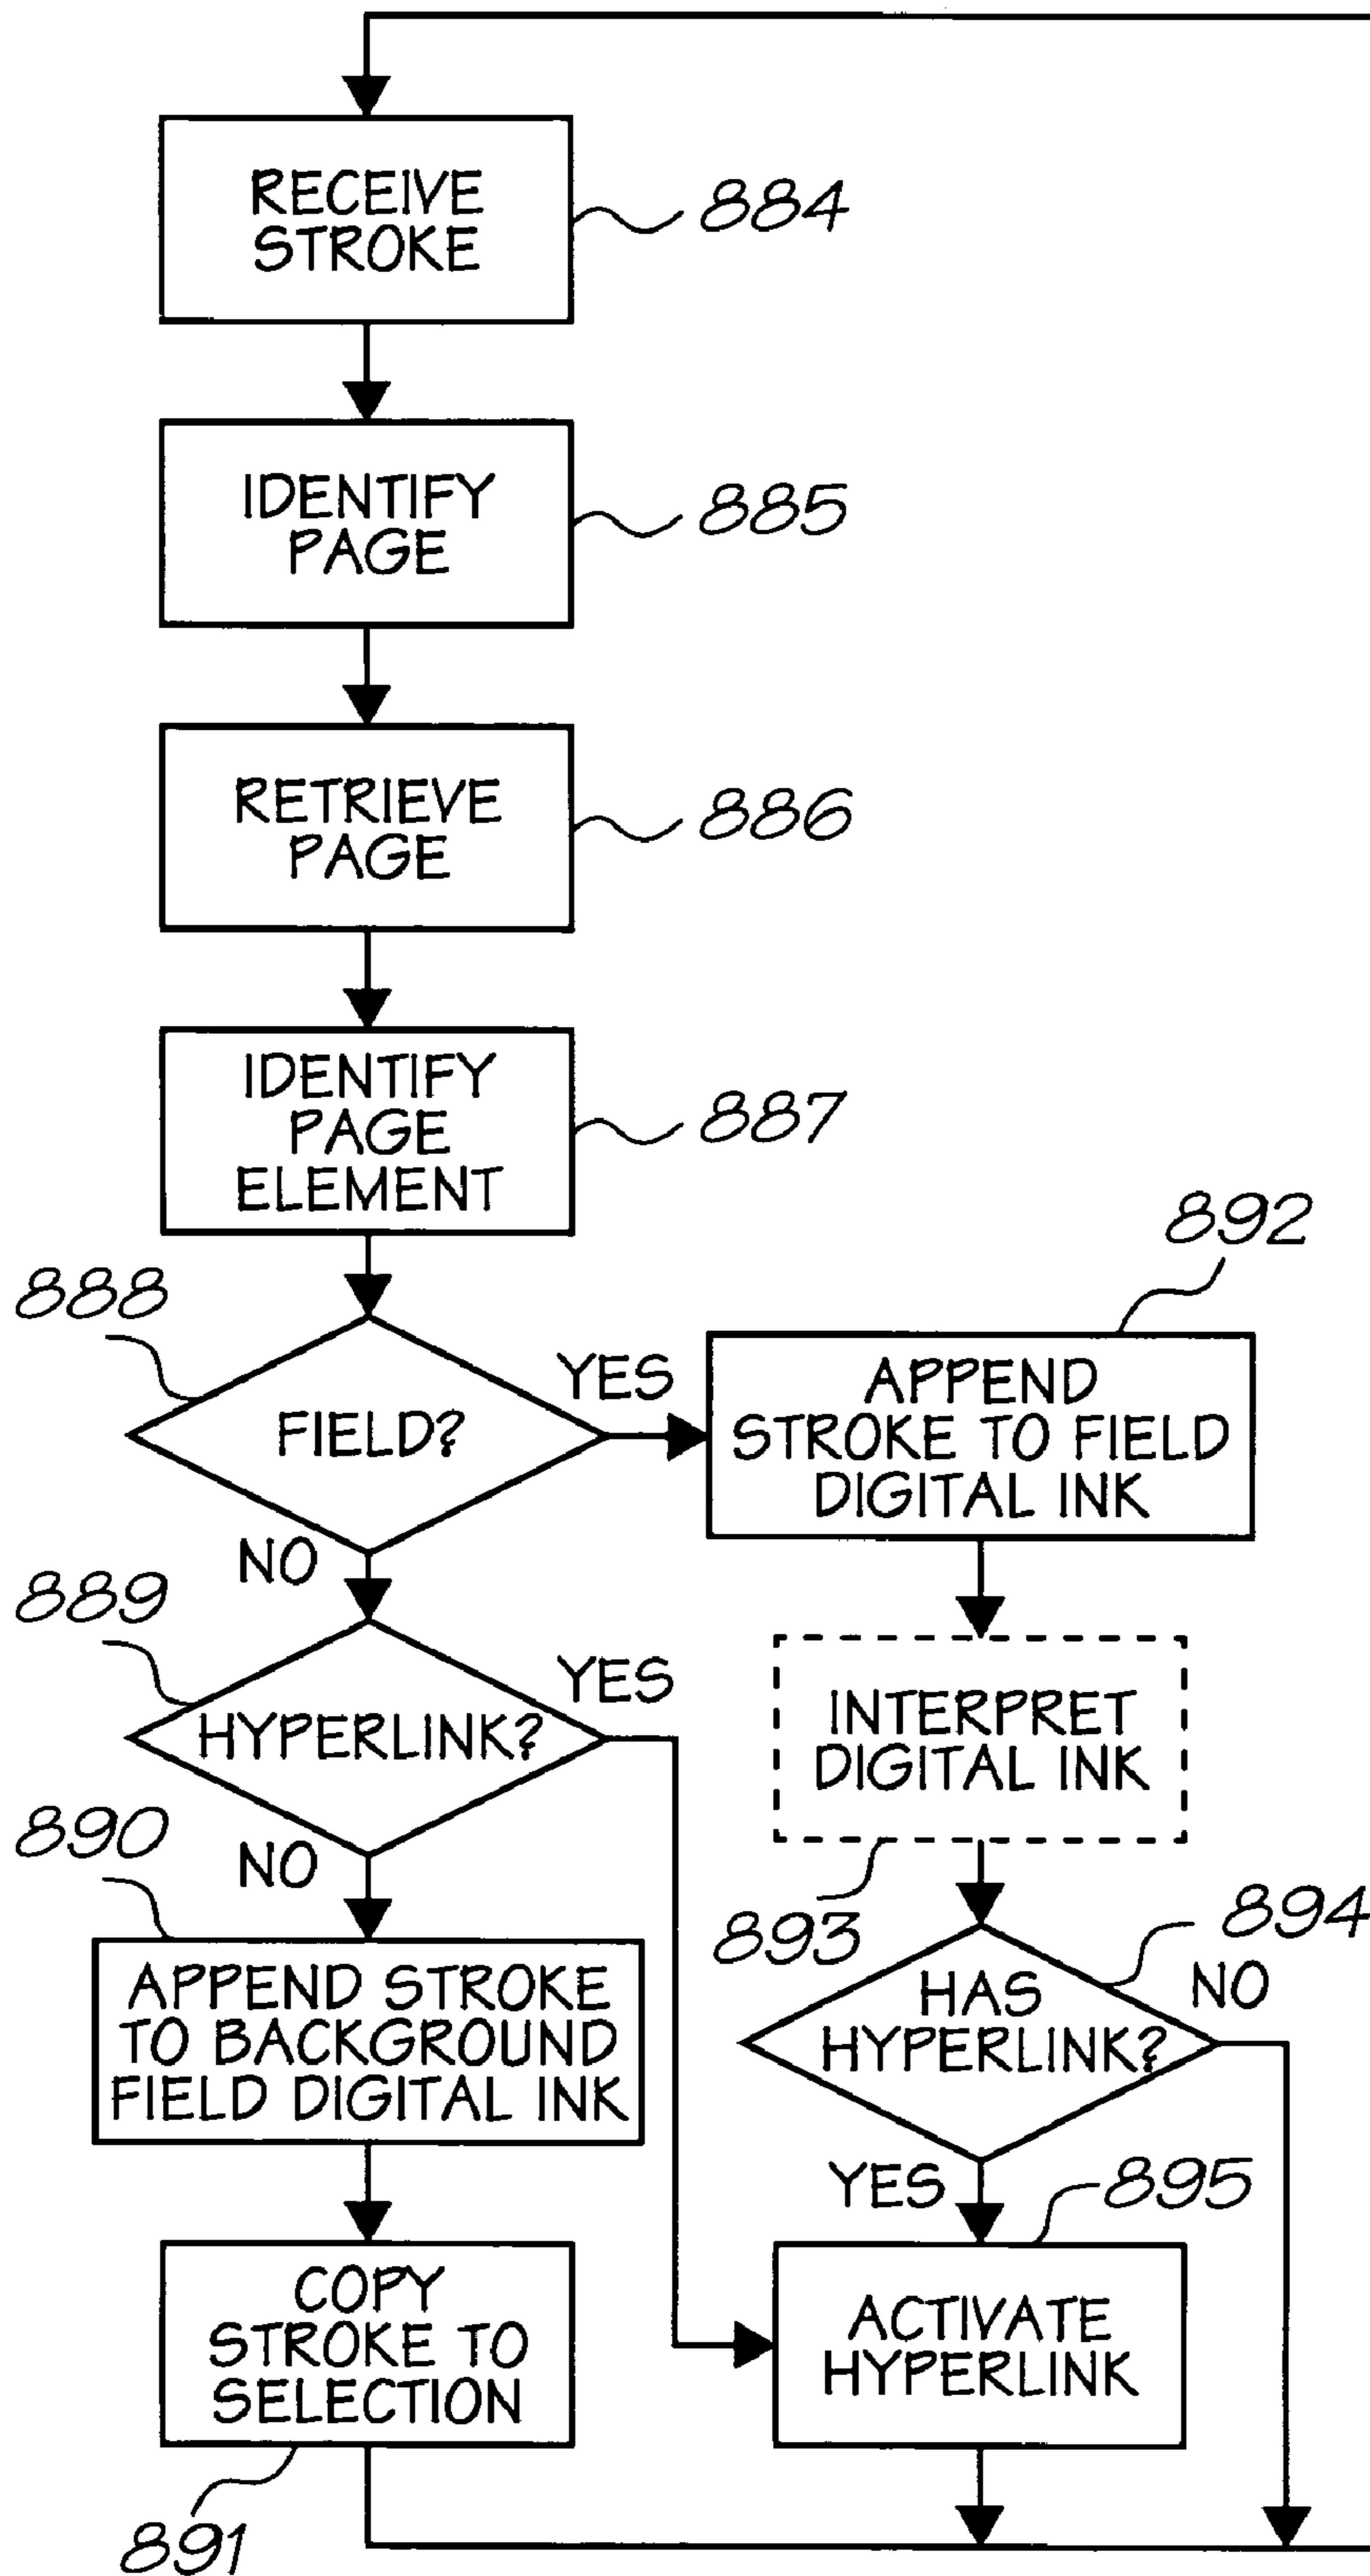 RECEIVE
STROKE
884
IDENTIFY
PAGE
885
RETRIEVE
PAGE
886
IDENTIFY
PAGE
ELEMENT
887
888
FIELD?
YES
NO
892
APPEND
STROKE TO FIELD
DIGITAL INK
889
HYPERLINK?
YES
NO
INTERPRET
DIGITAL INK
893
890
APPEND STROKE
TO BACKGROUND
FIELD DIGITAL INK
894
HAS
HYPERLINK?
NO
YES
895
COPY
STROKE TO
SELECTION
891
ACTIVATE
HYPERLINK